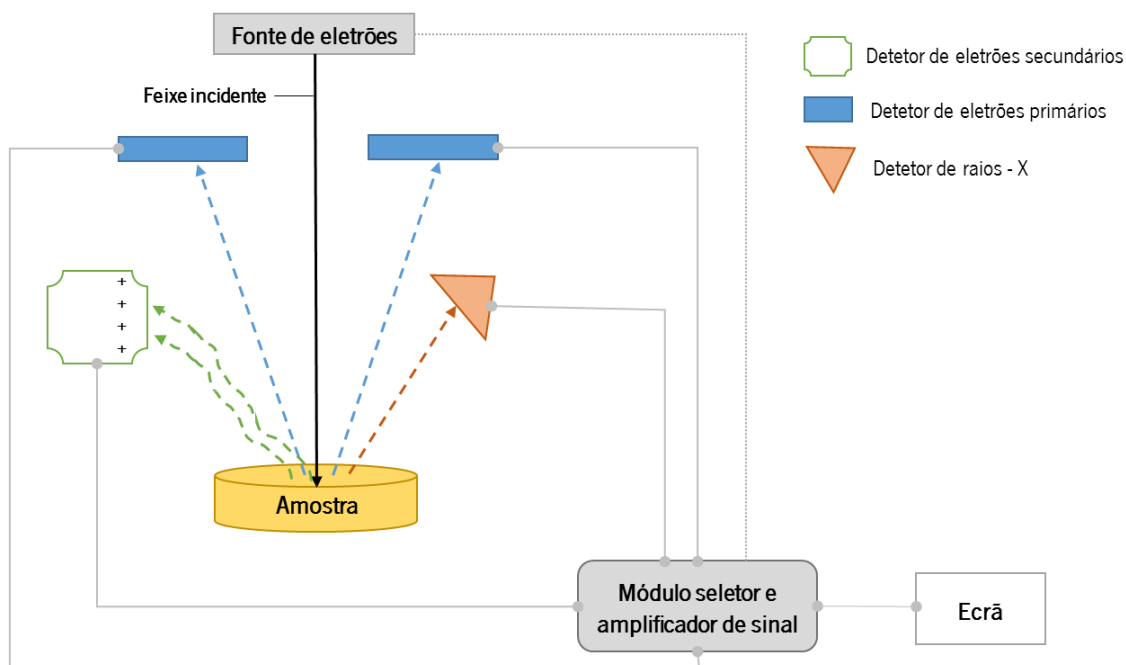 Fonte de eletrões
Feixe incidente
Detetor de eletrões secundários
Detetor de eletrões primários
Detetor de raios - X
+
+
+
+
Amostra
Módulo seletor e
amplificador de sinal
Ecrã